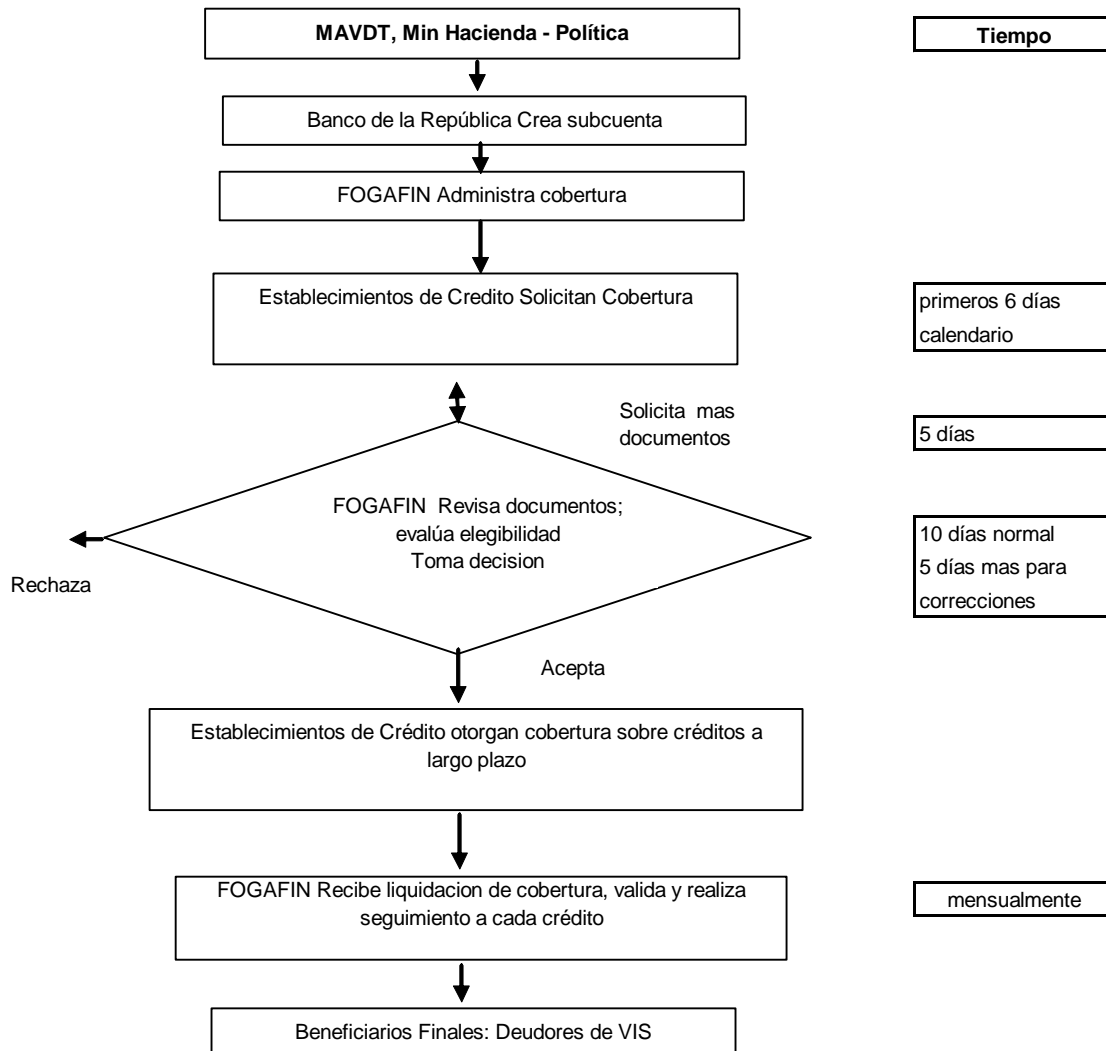 MAVDT, Min Hacienda - Política
Tiempo
Banco de la República Crea subcuenta
FOGAFIN Administra cobertura
Establecimientos de Credito Solicitan Cobertura
primeros 6 días
calendario
Solicita mas
documentos
5 días
FOGAFIN Revisa documentos;
evalúa elegibilidad
Toma decision
10 días normal
5 días mas para
correcciones
Rechaza
Acepta
Establecimientos de Crédito otorgan cobertura sobre créditos a
largo plazo
FOGAFIN Recibe liquidacion de cobertura, valida y realiza
seguimiento a cada crédito
mensualmente
Beneficiarios Finales: Deudores de VIS